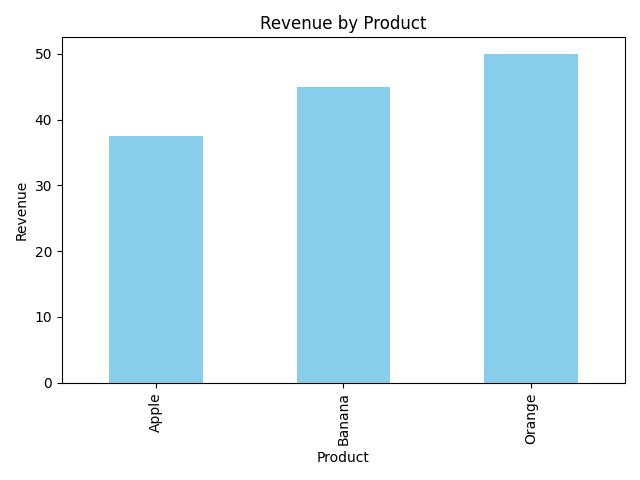 Revenue by Product
Revenue
50
40
30
20
10
0
Apple
Banana
Orange
Product